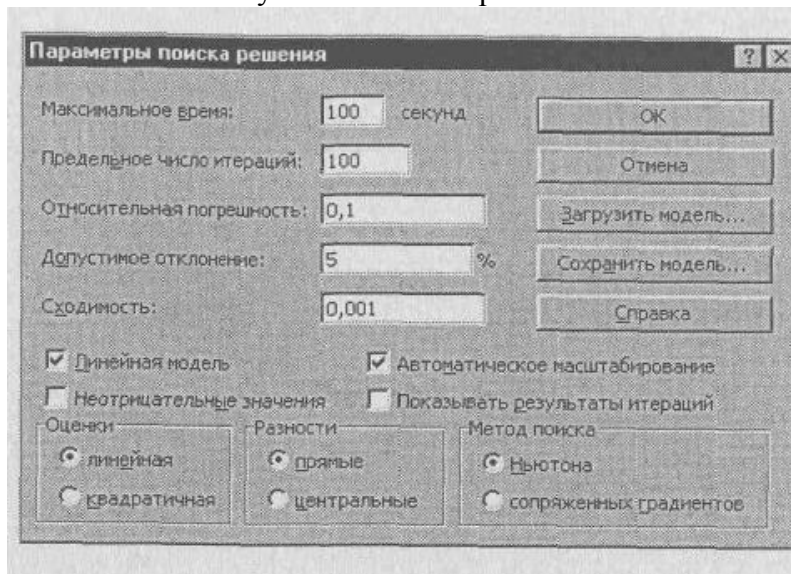 Параметры поиска решения
Максимальное время: 100 секунд
OK
Предельное число итераций: 100
Отмена
Относительная погрешность: 0,1
Загрузить модель...
Допустимое отклонение: 5 %
Сохранить модель...
Сходимость: 0,001
Справка
Линейная модель
Автоматическое масштабирование
Неотрицательные значения
Показывать результаты итераций
Оценки
Разности
Метод поиска
линейная
прямые
Ньютона
квадратичная
центральные
сопряженных градиентов